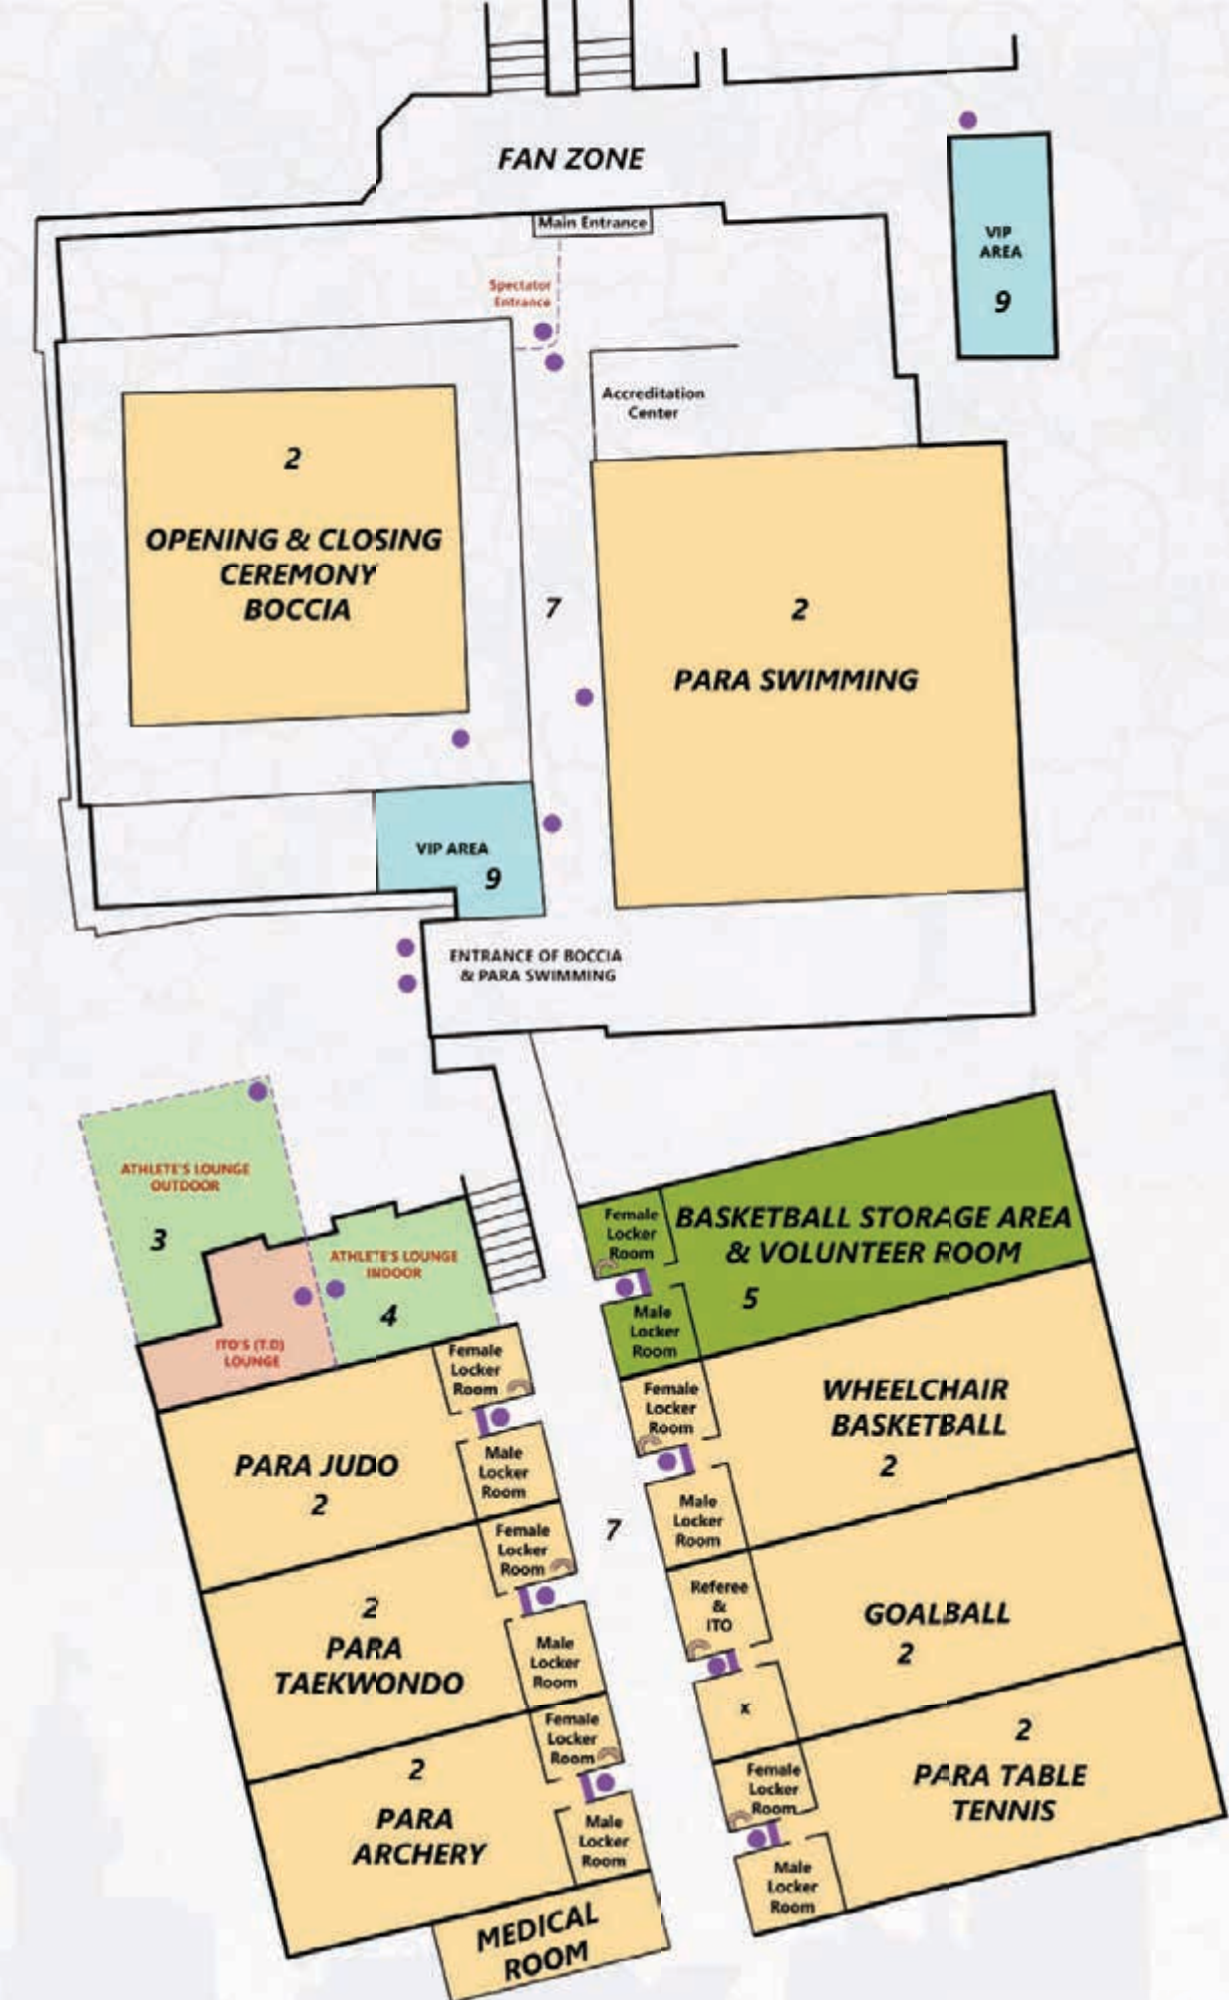 FAN ZONE
Main Entrance
VIP
AREA
9
Spectator
Entrance
Accreditation
Center
2
OPENING & CLOSING
CEREMONY
BOCCIA
7
2
PARA SWIMMING
VIP AREA
9
ENTRANCE OF BOCCIA
& PARA SWIMMING
ATHLETE'S LOUNGE
OUTDOOR
3
ATHLETE'S LOUNGE
INDOOR
4
ITO'S (T.D)
LOUNGE
Female
Locker
Room
BASKETBALL STORAGE AREA
& VOLUNTEER ROOM
5
Male
Locker
Room
Female
Locker
Room
PARA JUDO
2
Male
Locker
Room
Female
Locker
Room
WHEELCHAIR
BASKETBALL
2
Male
Locker
Room
7
Female
Locker
Room
2
PARA
TAEKWONDO
Male
Locker
Room
Referee
&
ITO
GOALBALL
2
x
Female
Locker
Room
2
PARA
ARCHERY
Male
Locker
Room
Female
Locker
Room
2
PARA TABLE
TENNIS
Male
Locker
Room
MEDICAL
ROOM